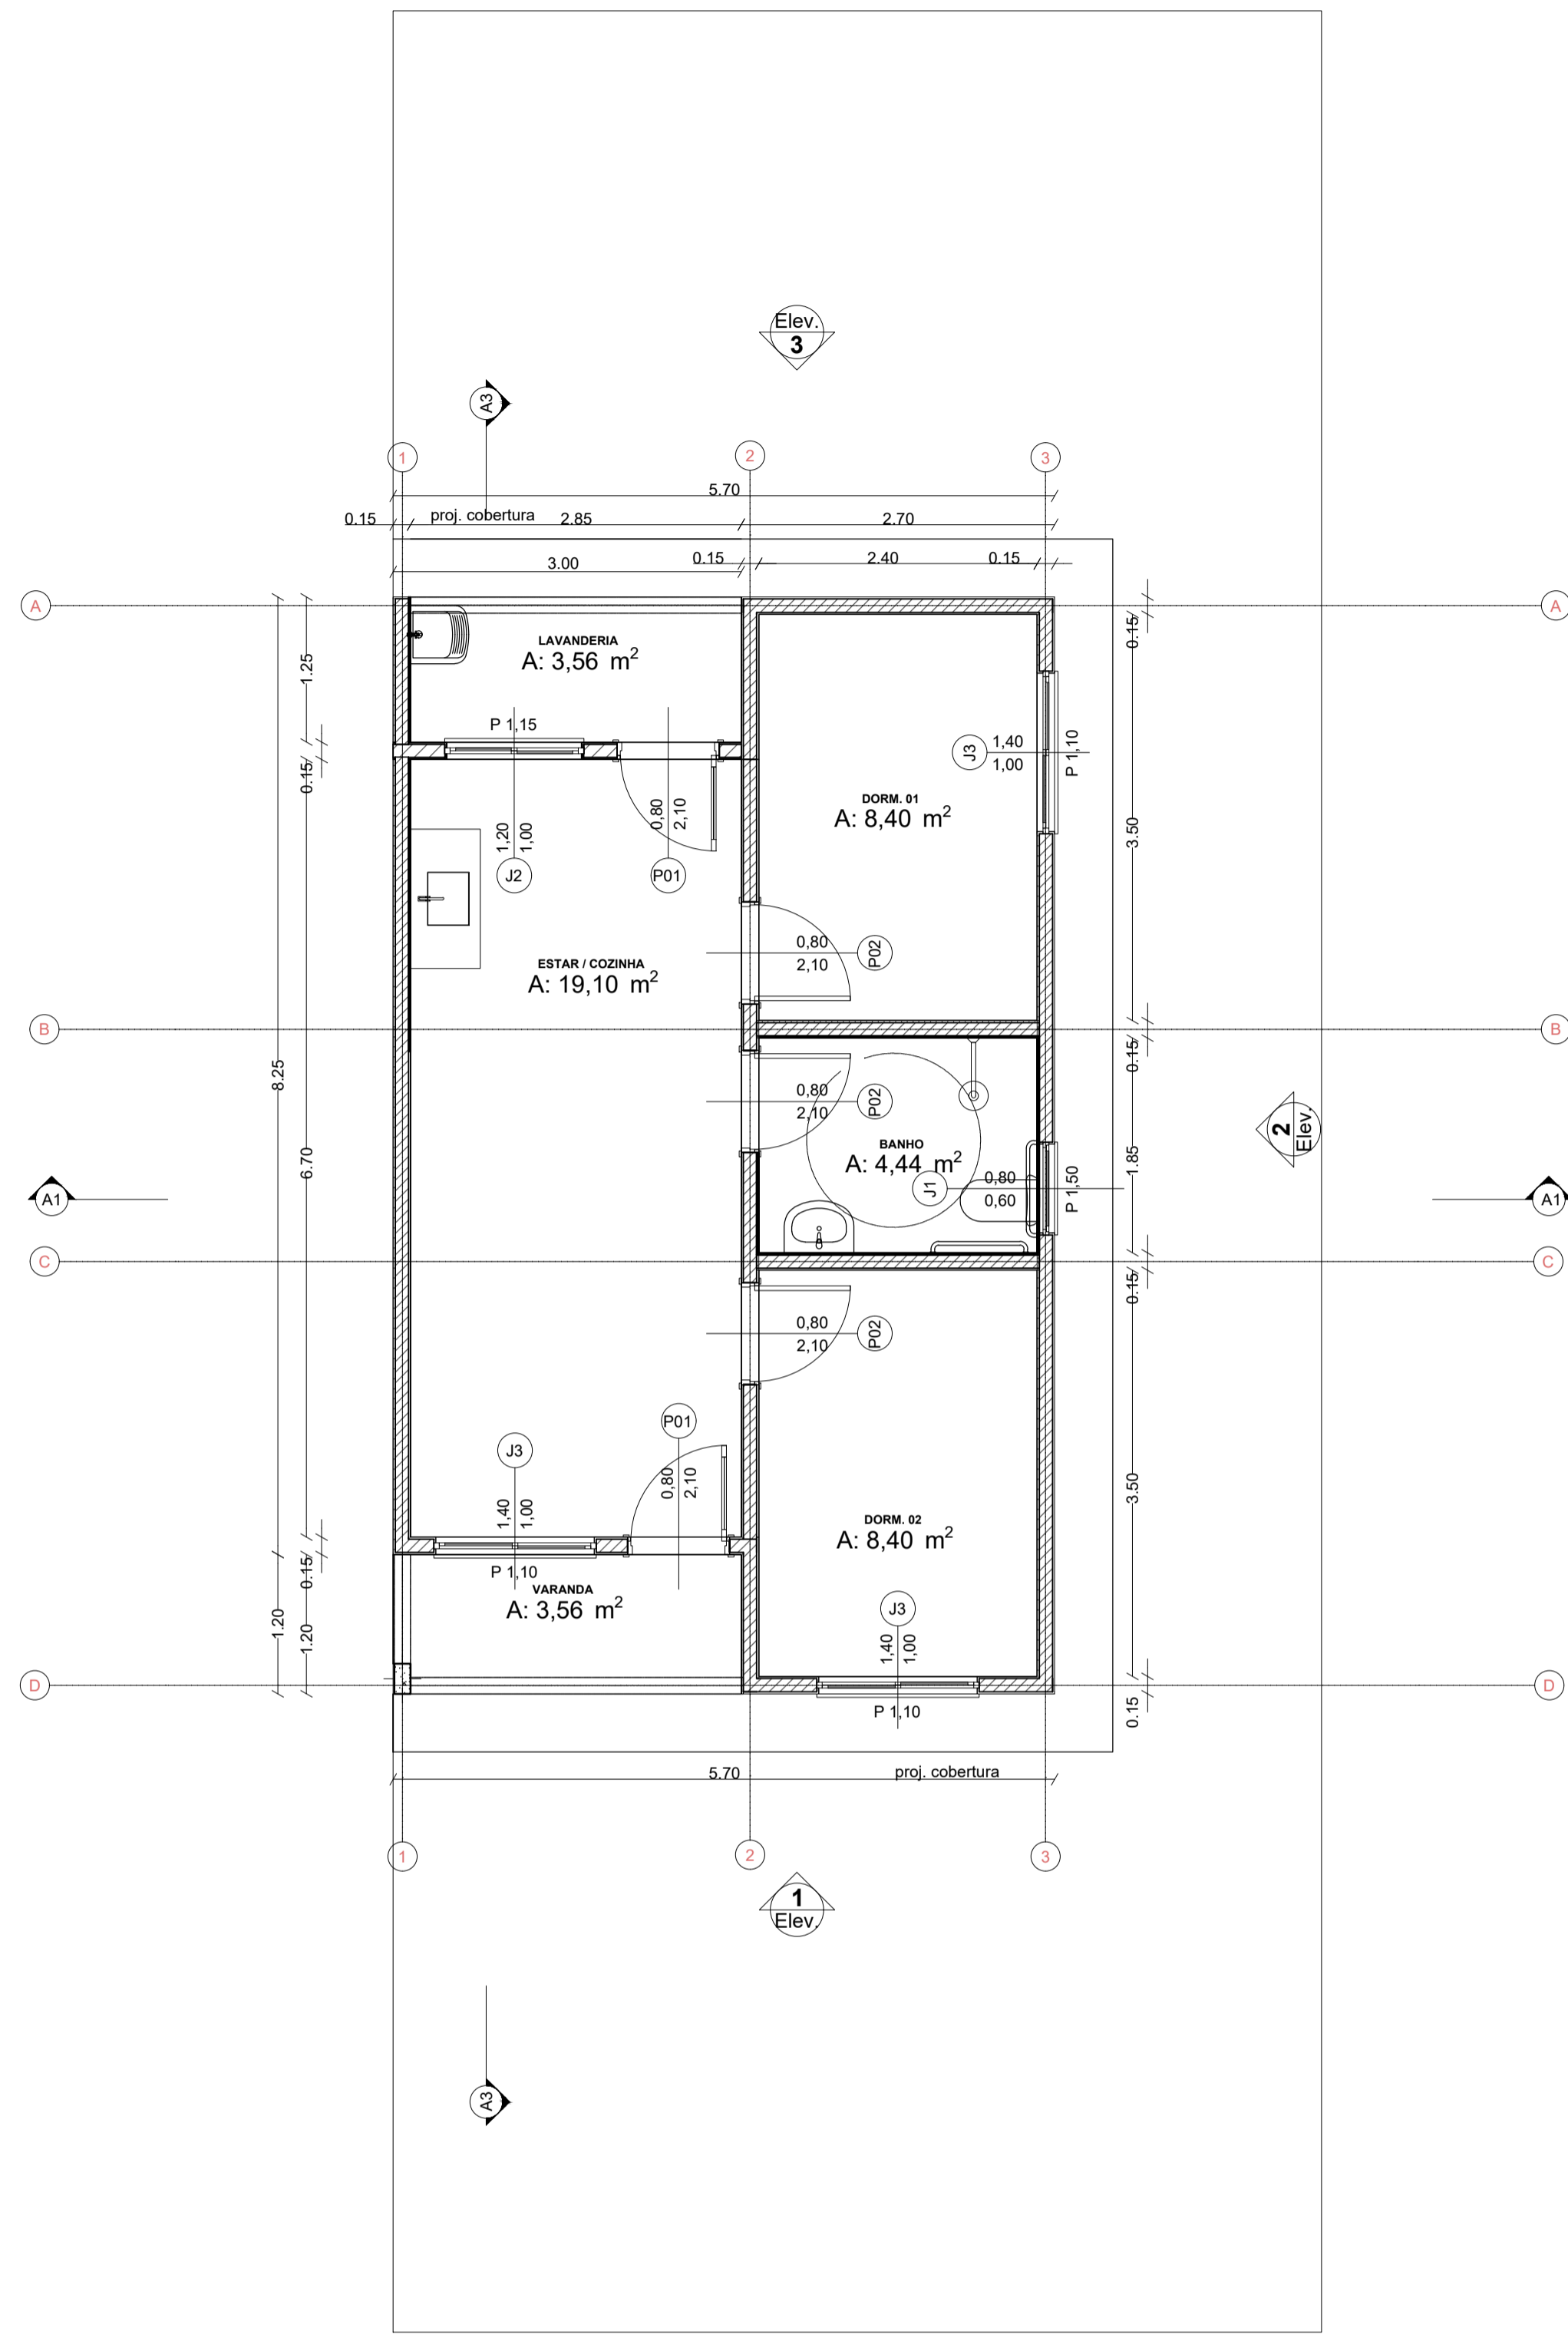 Elev.
3
A3
1
2
3
5.70
0.15
proj. cobertura
2.85
2.70
3.00
0.15
2.40
0.15
A
A
LAVANDERIA
A: 3,56 m²
0.15
1.25
P 1,15
J3
1,40
1,00
P 1,10
0.15
0,80
2,10
1,20
1,00
DORM. 01
A: 8,40 m²
3.50
J2
P01
0,80
2,10
P02
ESTAR / COZINHA
A: 19,10 m²
B
B
0.15
8.25
0,80
2,10
P02
2
Elev.
BANHO
A: 4,44 m²
6.70
1.85
J1
0,80
0,60
P 1,50
A1
A1
C
C
0.15
0,80
2,10
P02
P01
J3
0,80
2,10
1,40
1,00
3.50
DORM. 02
A: 8,40 m²
P 1,10
0.15
VARANDA
A: 3,56 m²
J3
1.20
1.20
1,40
1,00
D
D
P 1,10
0.15
5.70
proj. cobertura
1
2
3
1
Elev.
A3